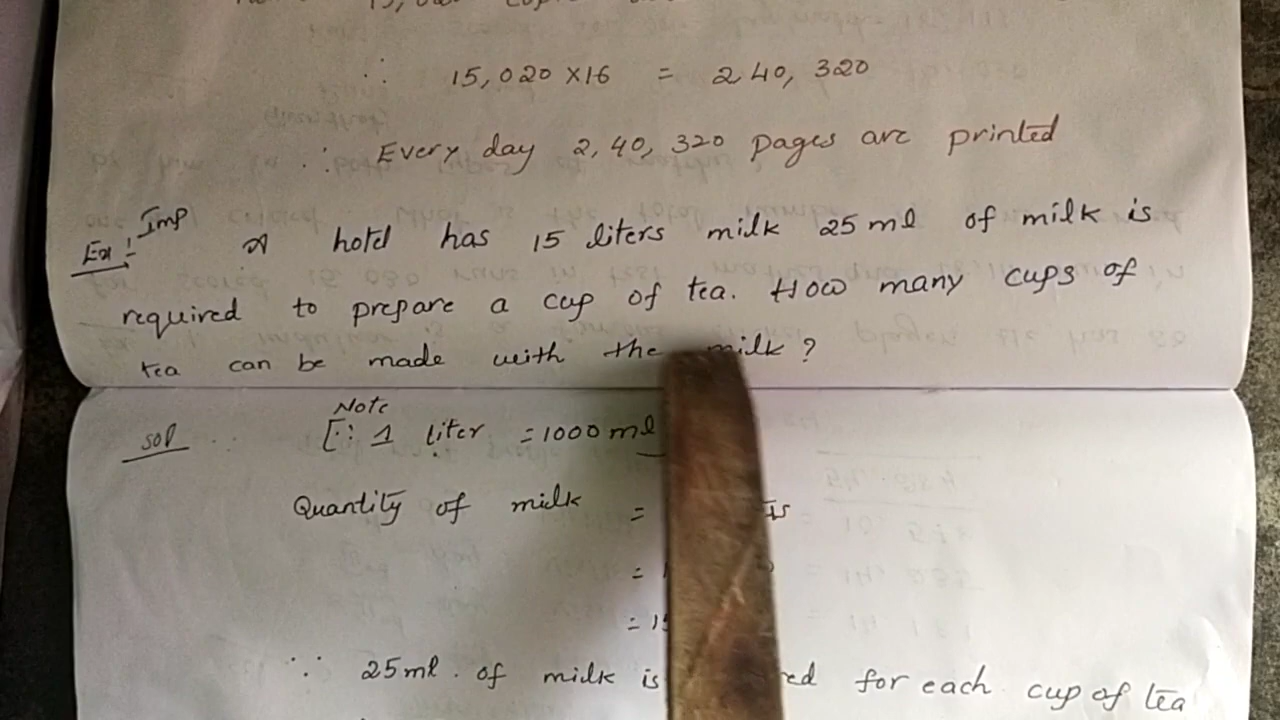 15,020 × 16 = 2 40, 320
∴ Every day 2, 40, 320 pages are printed
Ex:- Imp A hotel has 15 liters milk 25 ml of milk is
required to prepare a cup of tea. How many cups of
tea can be made with the milk?
Note
Sol [∵ 1 liter = 1000 ml
Quantity of milk =
=
=
∵ 25 ml. of milk is for each cup of tea